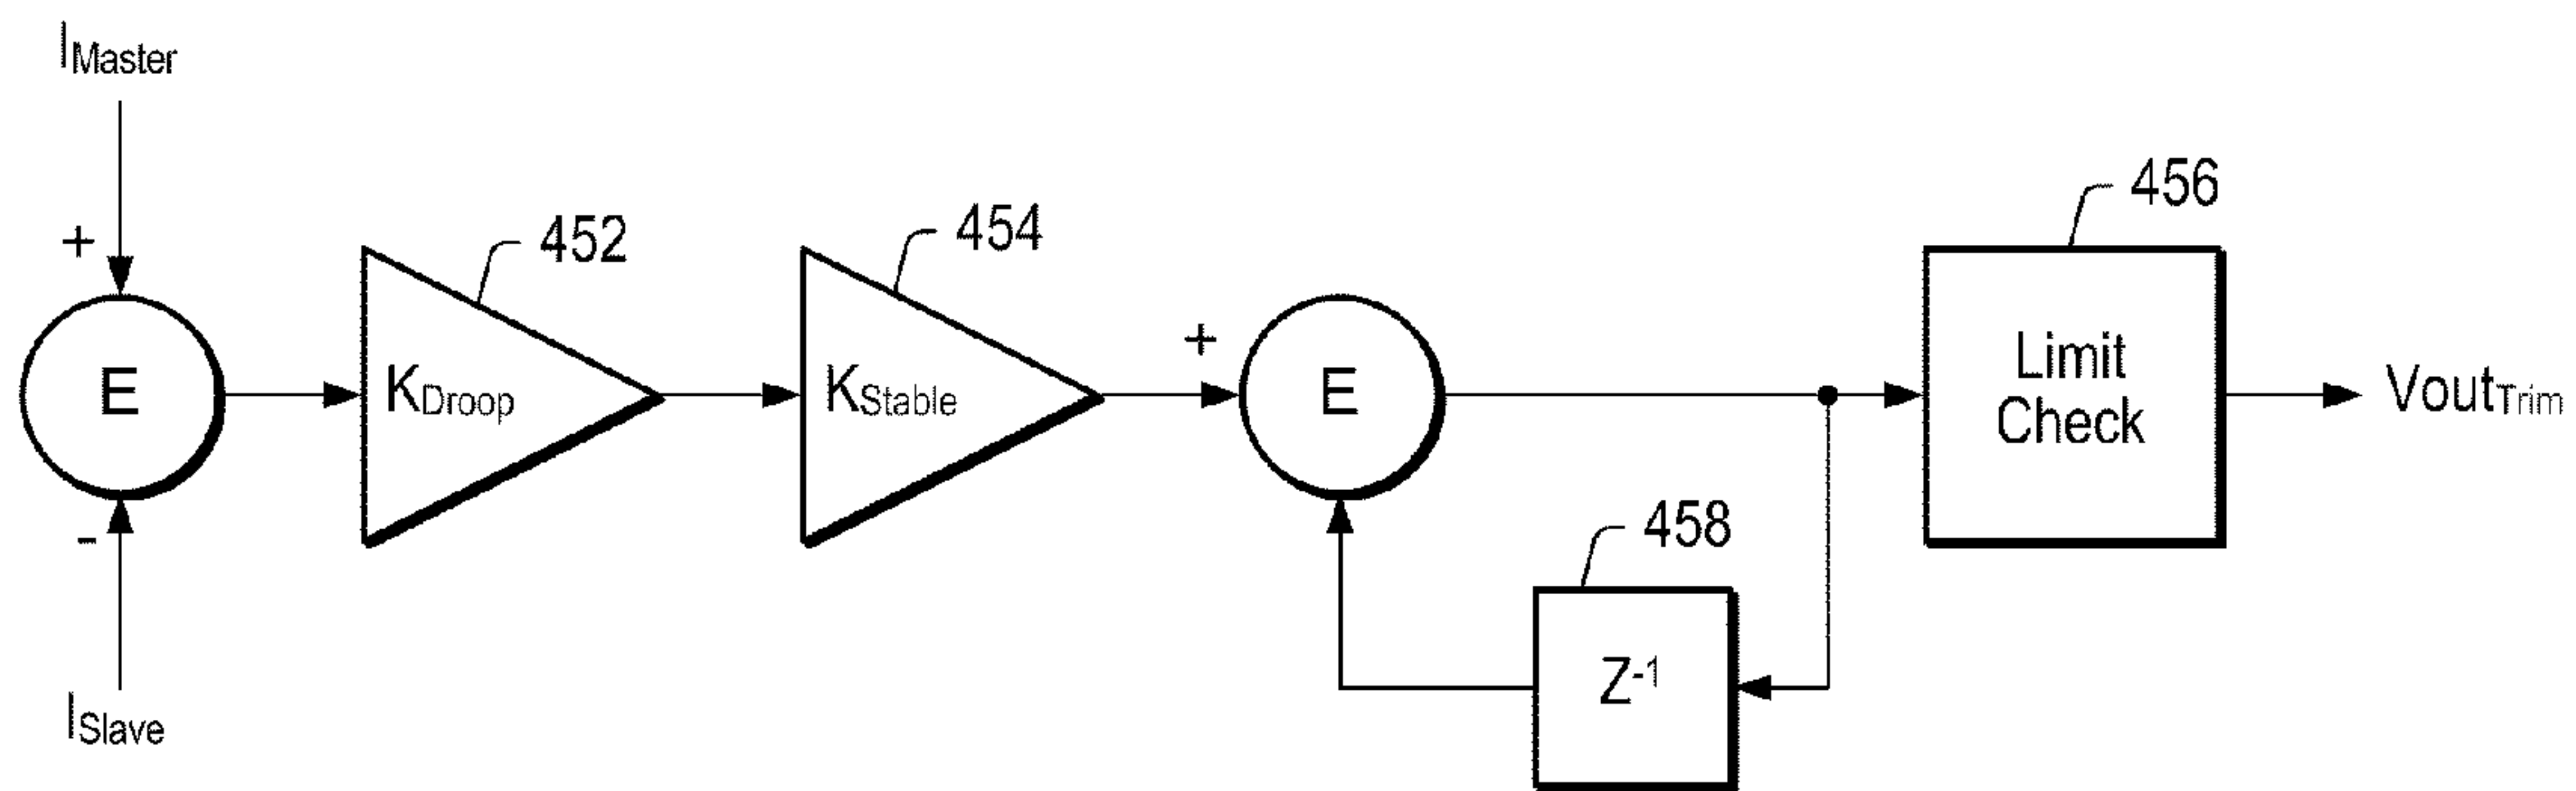 IMaster
+
E
-
ISlave
KDroop
452
KStable
454
+
E
Z-1
458
Limit
Check
456
VoutTrim